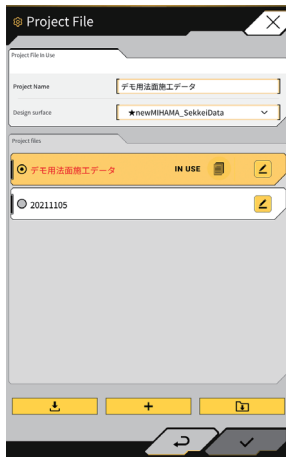 Project File
Project File In Use
Project Name
デモ用法面施工データ
Design surface
★newMIHAMA_SekkeiData
Project files
デモ用法面施工データ
IN USE
20211105